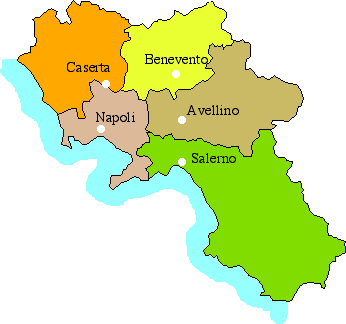 Benevento
Caserta
Avellino
Napoli
Salerno